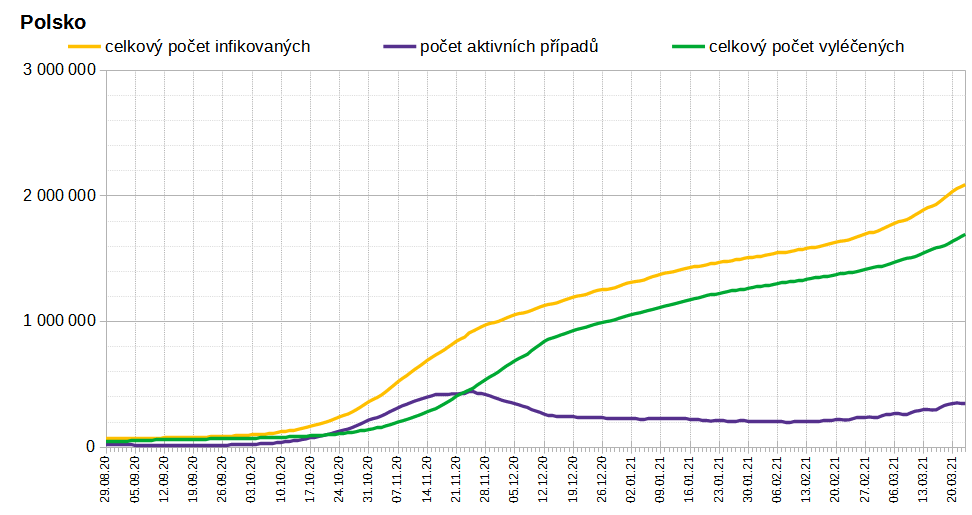 Polsko
celkový počet infikovaných počet aktivních případů celkový počet vyléčených
3 000 000
2 000 000
1 000 000
0
29.08.20 05.09.20 12.09.20 19.09.20 26.09.20 03.10.20 10.10.20 17.10.20 24.10.20 31.10.20 07.11.20 14.11.20 21.11.20 28.11.20 05.12.20 12.12.20 19.12.20 26.12.20 02.01.21 09.01.21 16.01.21 23.01.21 30.01.21 06.02.21 13.02.21 20.02.21 27.02.21 06.03.21 13.03.21 20.03.21